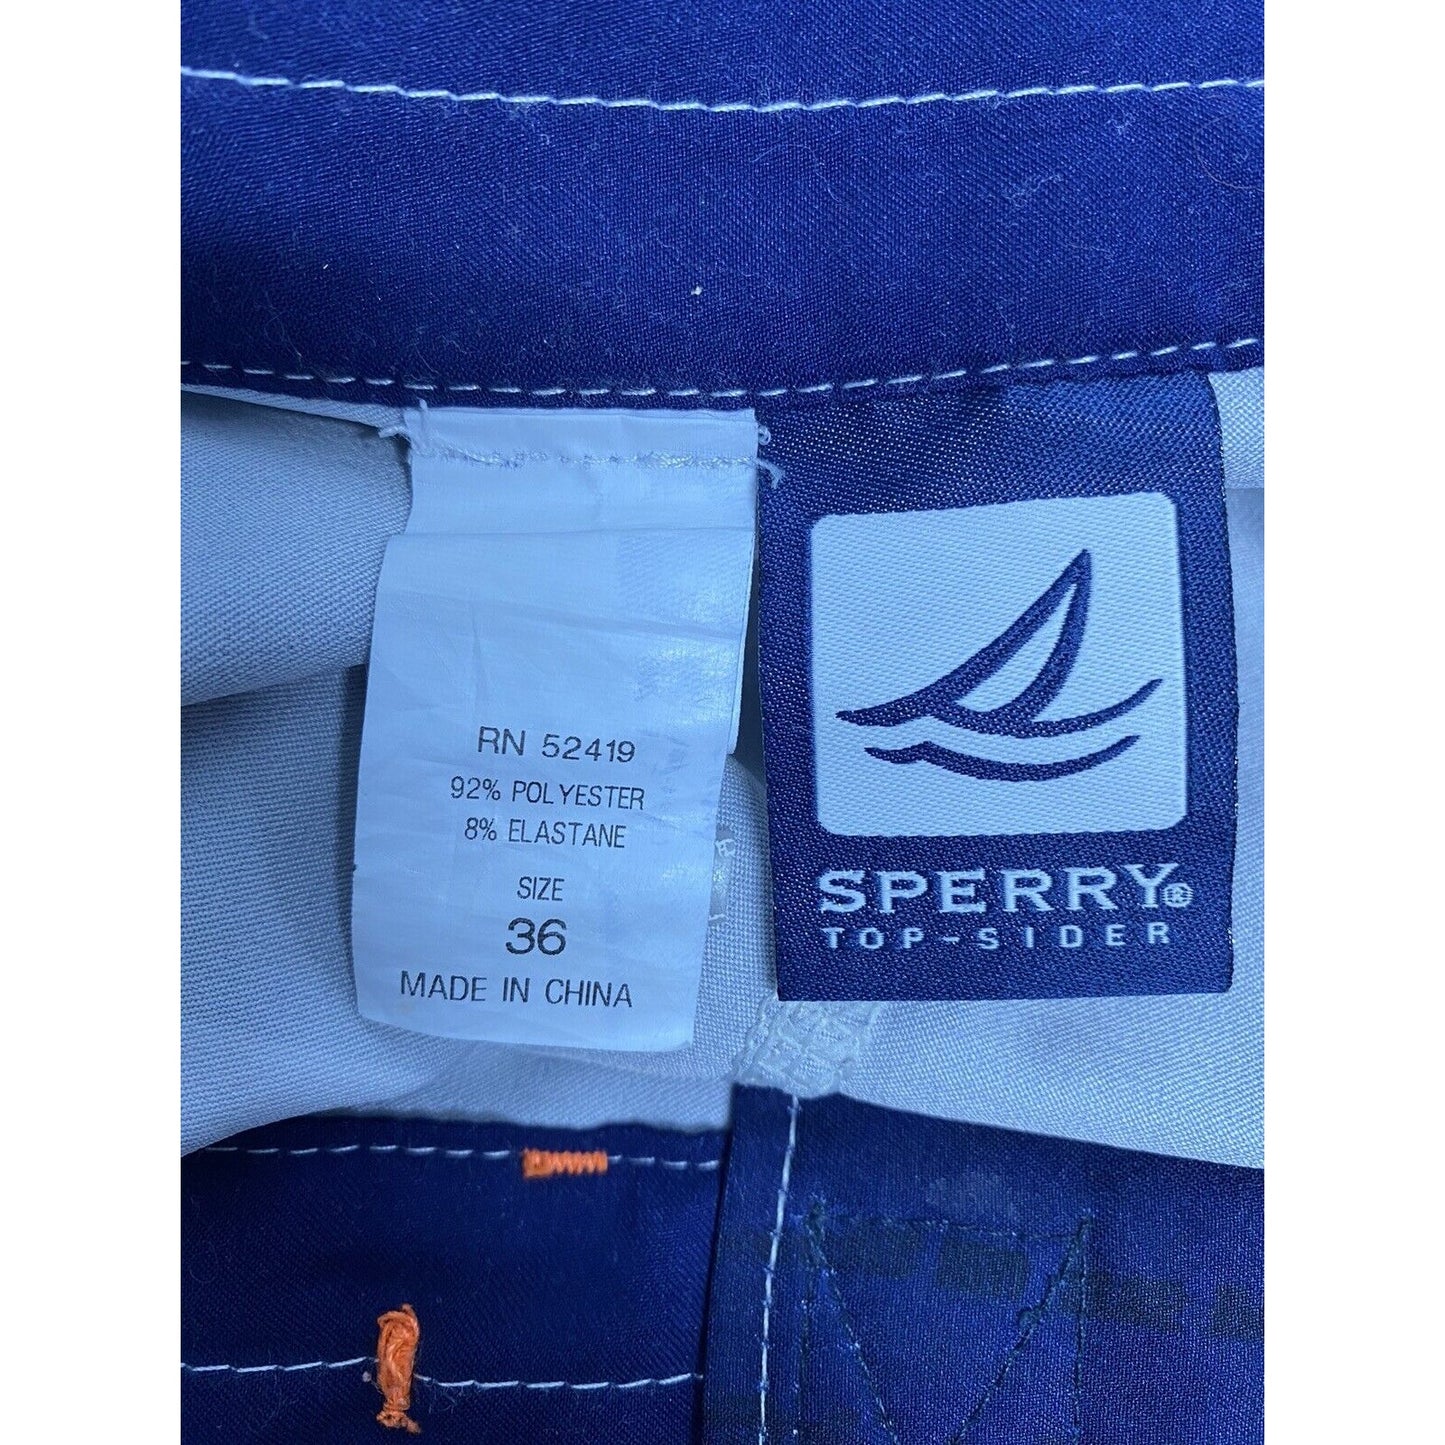 RN 52419
92% POLYESTER
8% ELASTANE
SIZE
36
MADE IN CHINA
SPERRY®
TOP-SIDER